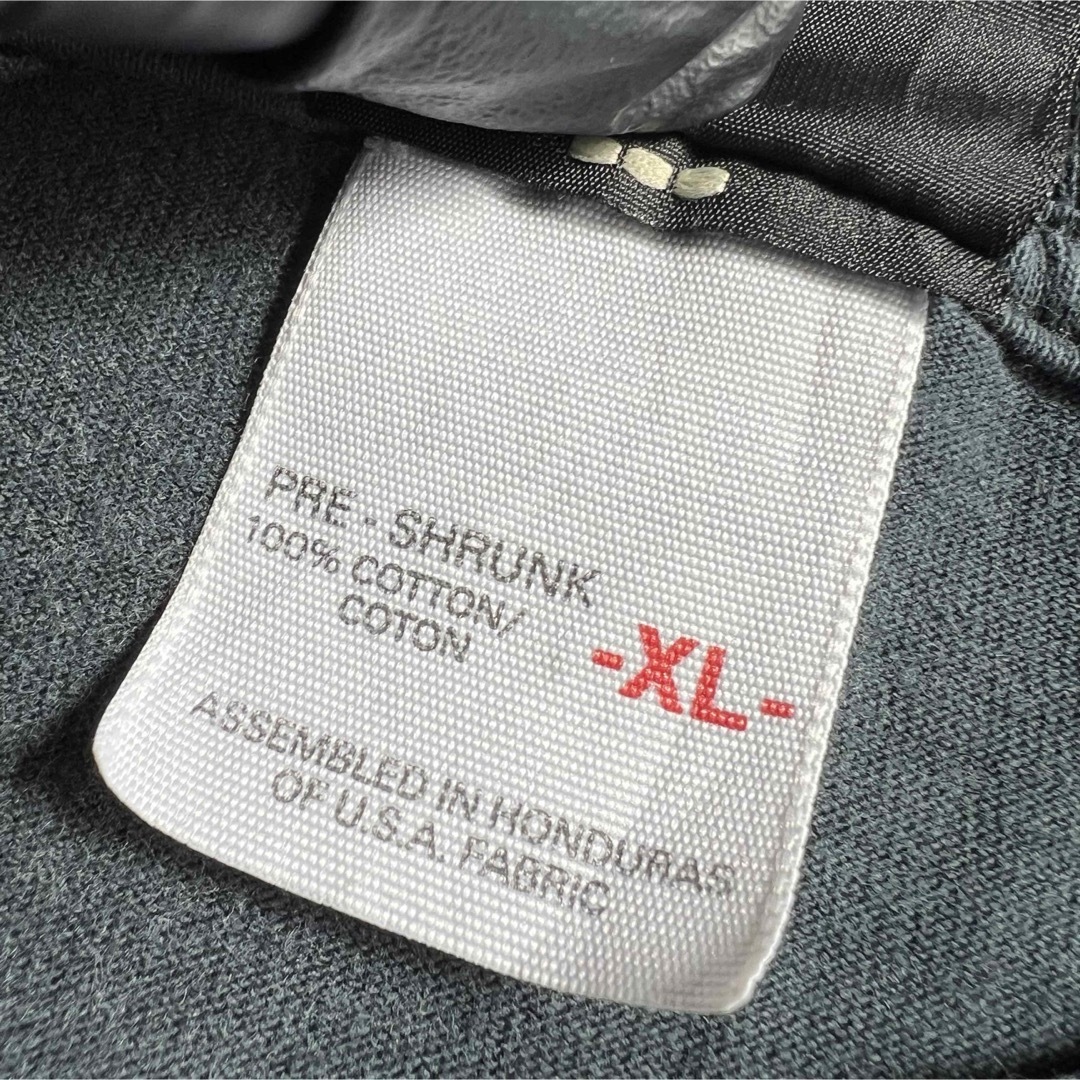 PRE - SHRUNK
100% COTTON/
COTON
-XL-
ASSEMBLED IN HONDURAS
OF U.S.A. FABRIC